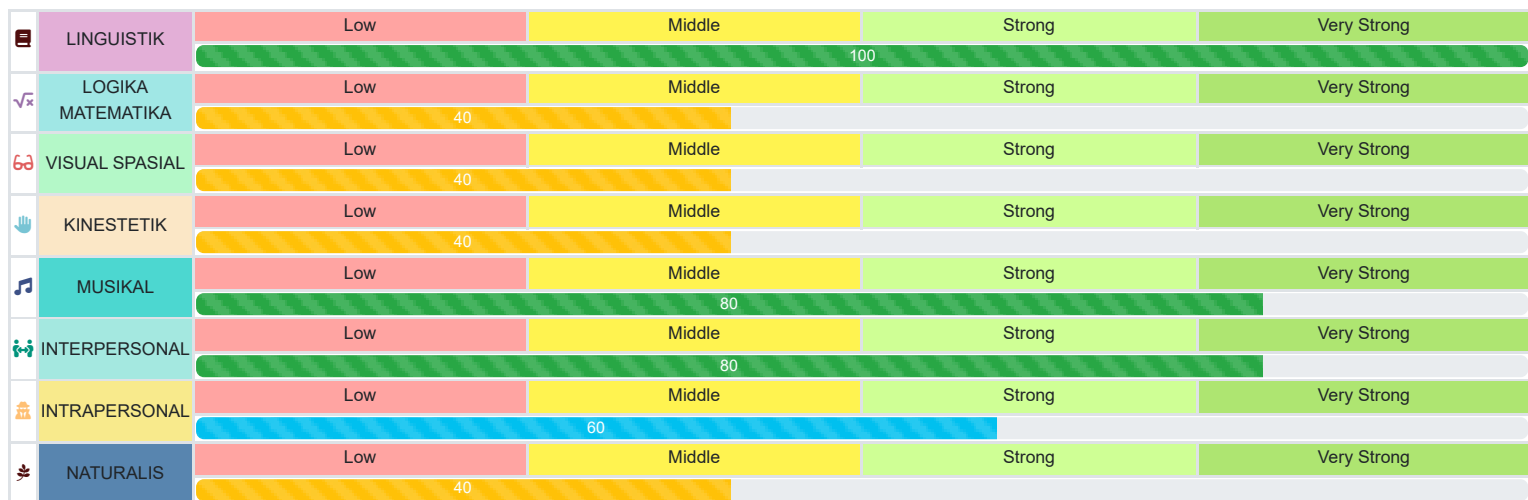 LINGUISTIK
Low Middle Strong Very Strong
100
LOGIKA
MATEMATIKA
Low Middle Strong Very Strong
40
VISUAL SPASIAL
Low Middle Strong Very Strong
40
KINESTETIK
Low Middle Strong Very Strong
40
MUSIKAL
Low Middle Strong Very Strong
80
INTERPERSONAL
Low Middle Strong Very Strong
80
INTRAPERSONAL
Low Middle Strong Very Strong
60
NATURALIS
Low Middle Strong Very Strong
40